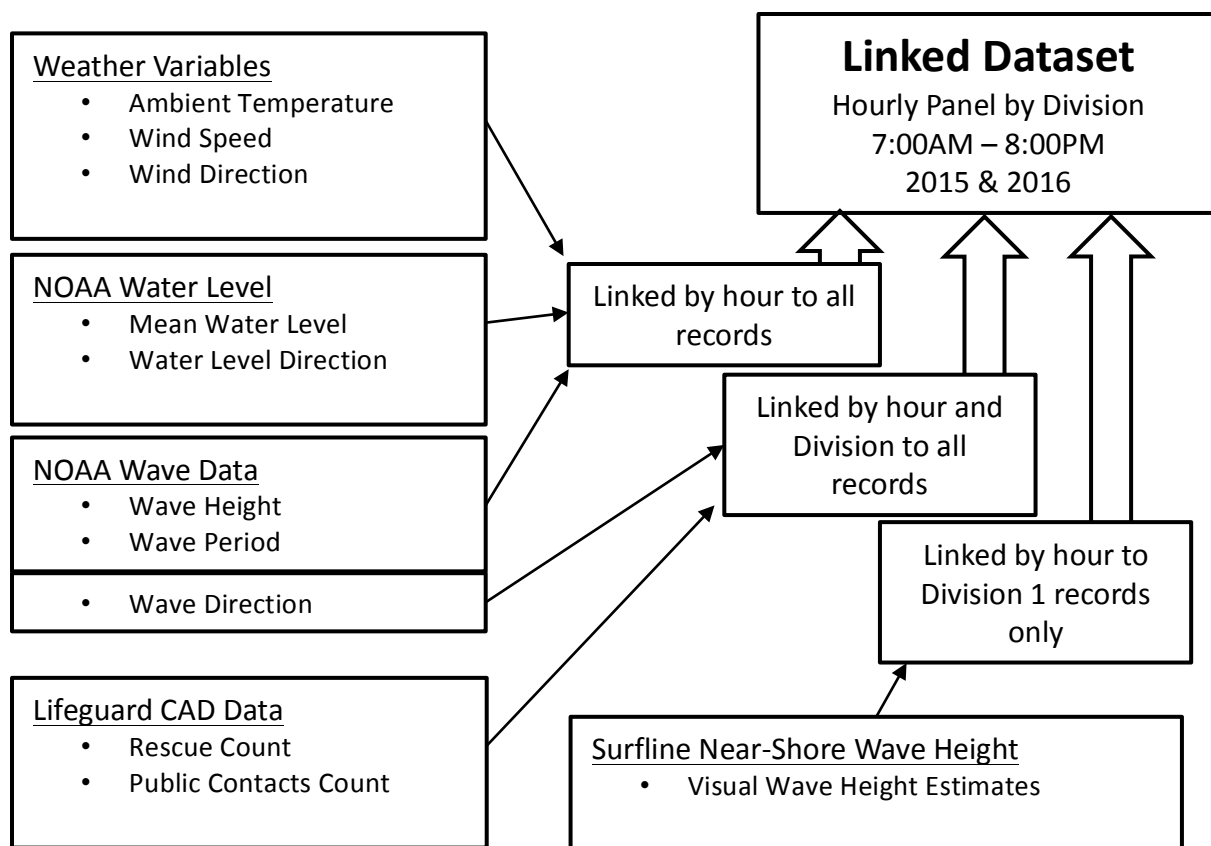 Weather Variables
• Ambient Temperature
• Wind Speed
• Wind Direction
NOAA Water Level
• Mean Water Level
• Water Level Direction
NOAA Wave Data
• Wave Height
• Wave Period
• Wave Direction
Lifeguard CAD Data
• Rescue Count
• Public Contacts Count
Linked Dataset
Hourly Panel by Division
7:00AM – 8:00PM
2015 & 2016
Linked by hour to all
records
Linked by hour and
Division to all
records
Linked by hour to
Division 1 records
only
Surfline Near-Shore Wave Height
• Visual Wave Height Estimates